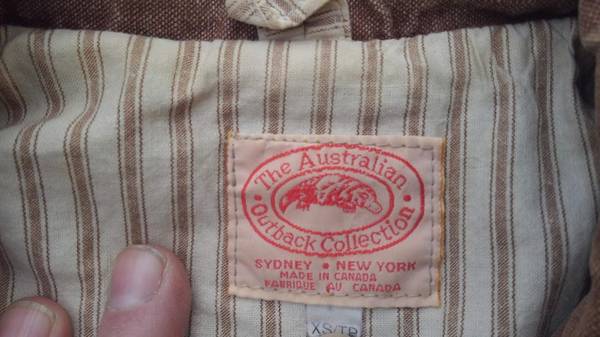 The Australian
Outback Collection
SYDNEY • NEW YORK
MADE IN CANADA
FABRIQUE AU CANADA
XS/TP